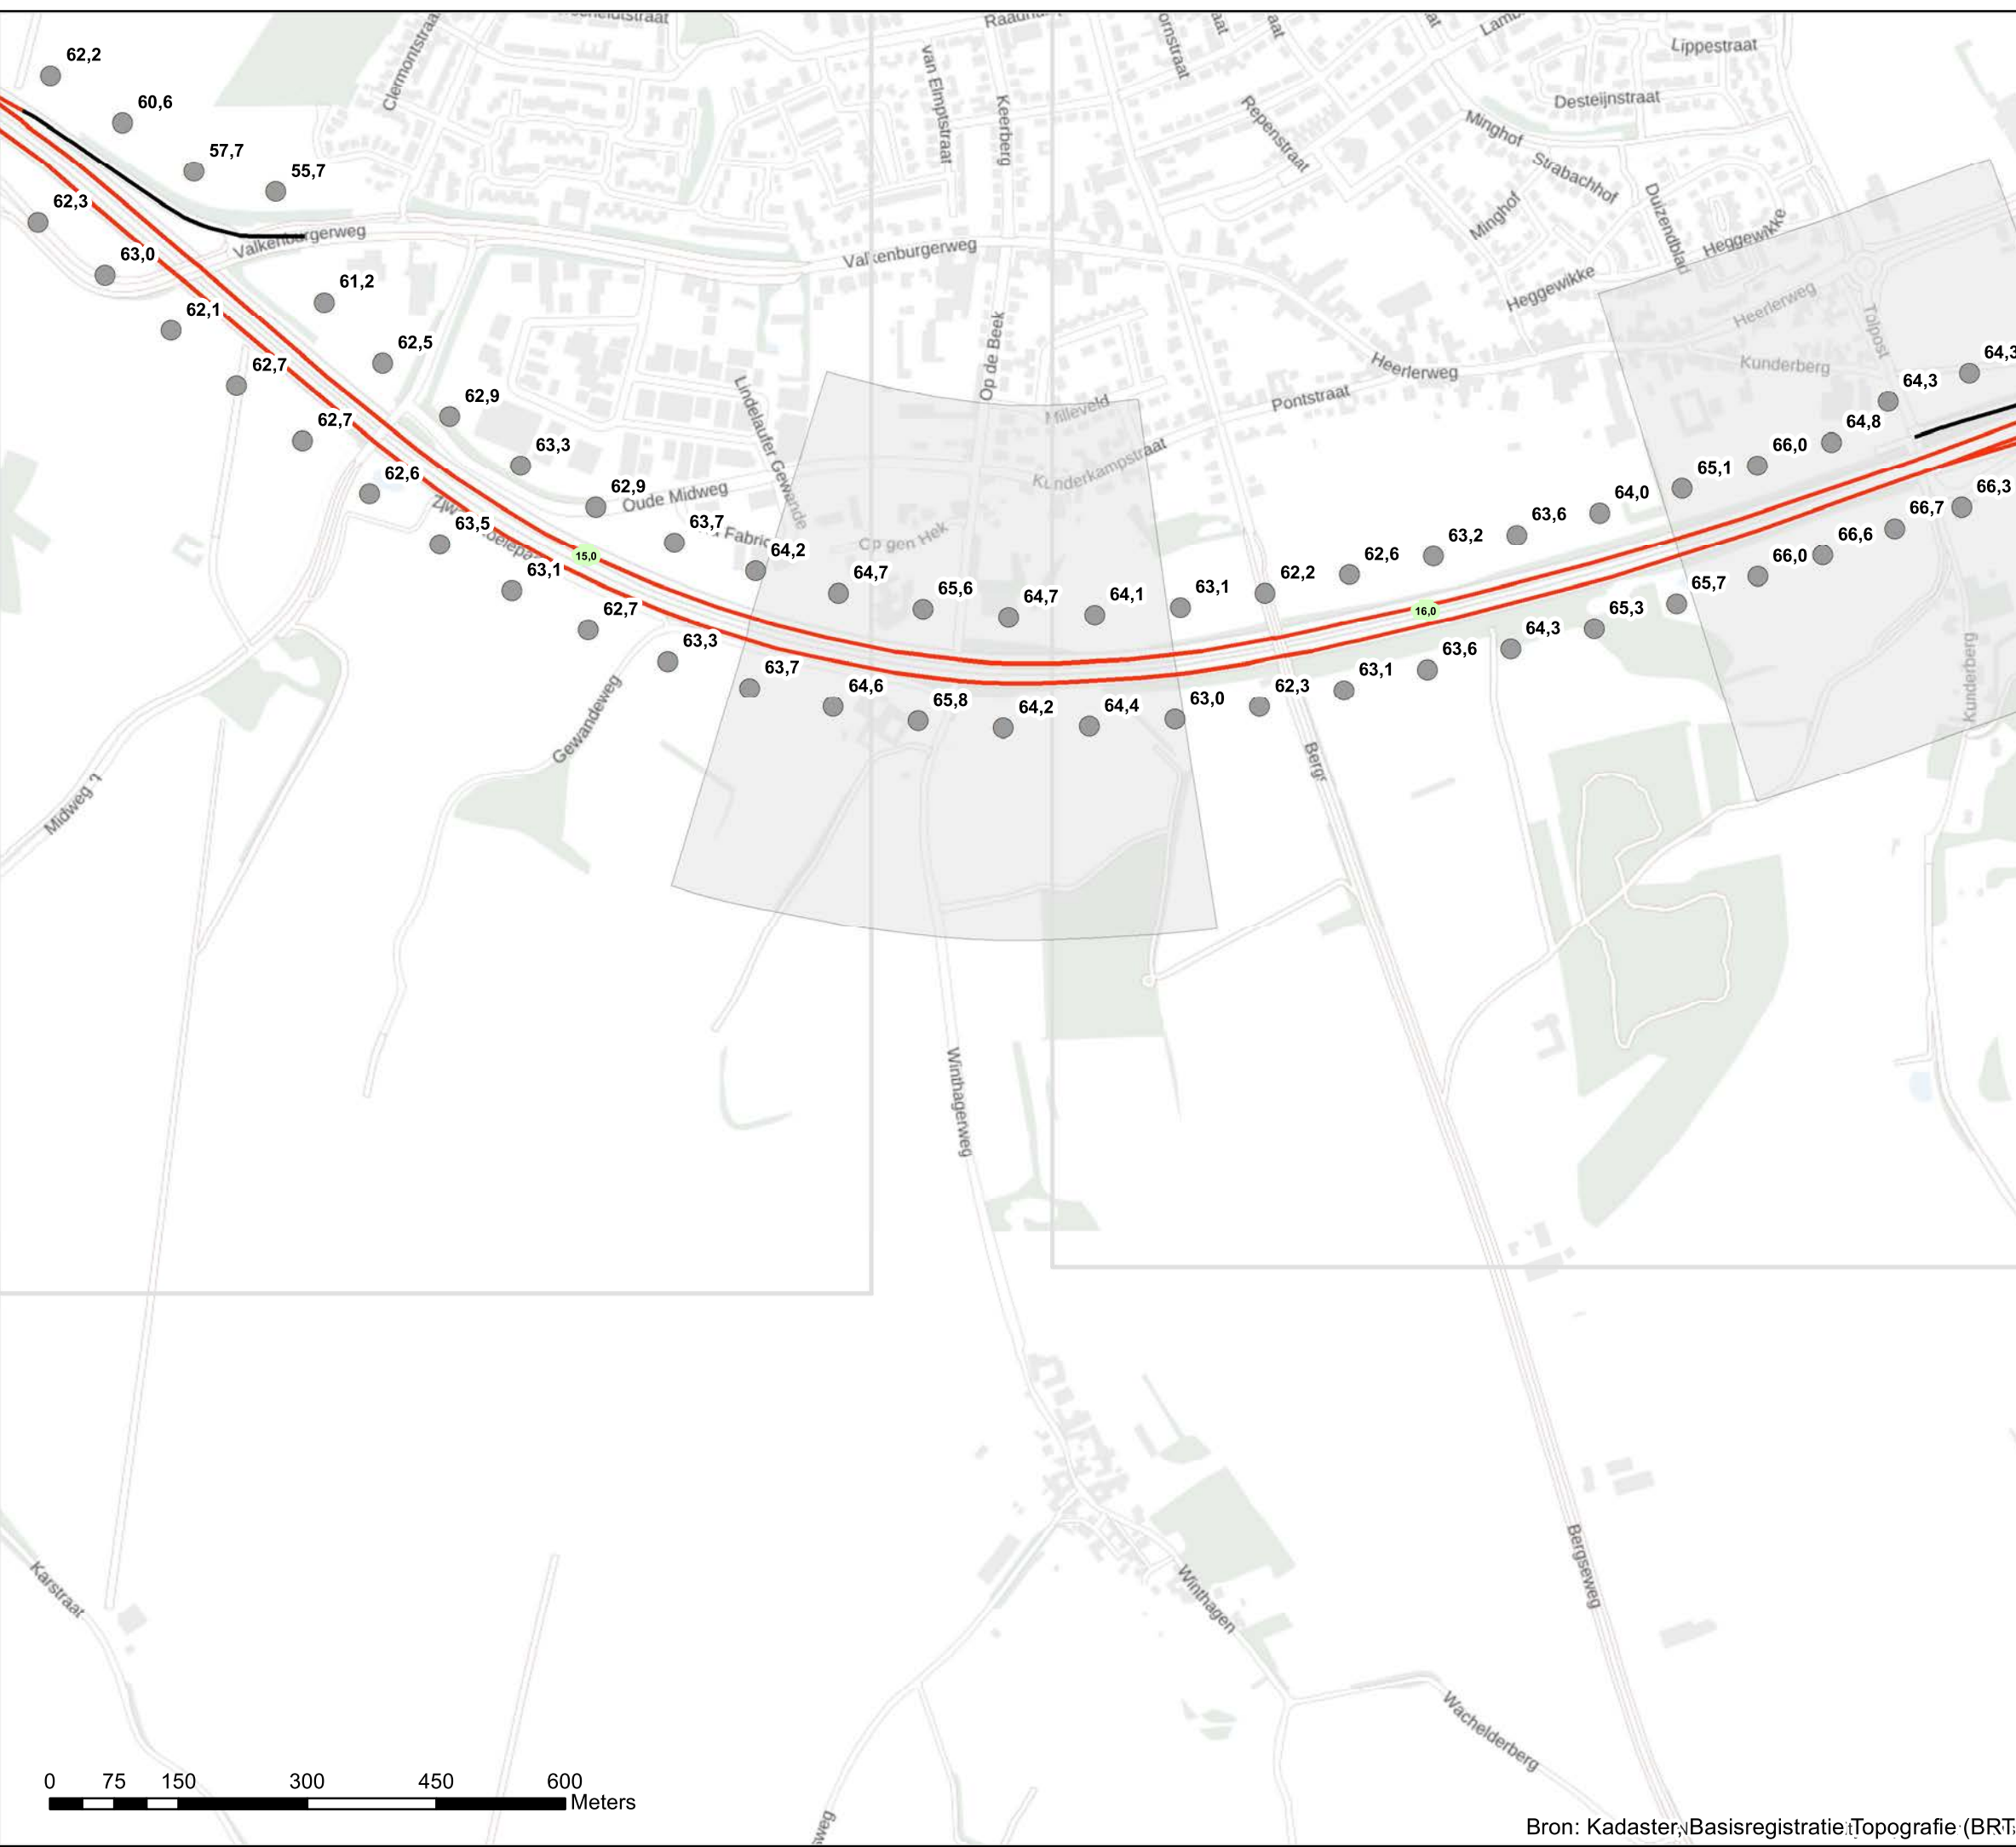 Lippestraat
62,2
60,6
Clermontstraat
van Elmptstraat
Keerberg
Repenstraat
Desteijnstraat
Minghof
Strabachhof
57,7
55,7
Minghof
Duizendblad
62,3
Heggewikke
Valkenburgerweg
Valkenburgerweg
63,0
61,2
Heggewikke
Heerlerweg
62,1
62,5
Op de Beek
Tolpost
62,7
Heerlerweg
Kunderberg
64,3
62,9
Lindelaufer Gewande
Milleveld
Pontstraat
64,3
62,7
64,8
63,3
Kunderkampstraat
66,0
62,6
65,1
62,9
Oude Midweg
64,0
66,3
63,5
63,7
Op gen Hek
63,6
66,7
15,0
64,2
63,2
66,6
63,1
64,7
62,6
66,0
62,7
65,6
64,7
64,1
63,1
62,2
65,7
16,0
65,3
63,3
64,3
63,7
63,6
64,6
65,8
64,2
64,4
63,0
62,3
63,1
Kunderberg
Gewandeweg
Midweg
Winthagerweg
Bergseweg
Karstraat
Winthagen
Wachelderberg
0 75 150 300 450 600
Meters
Bron: Kadaster, Basisregistratie Topografie (BRT